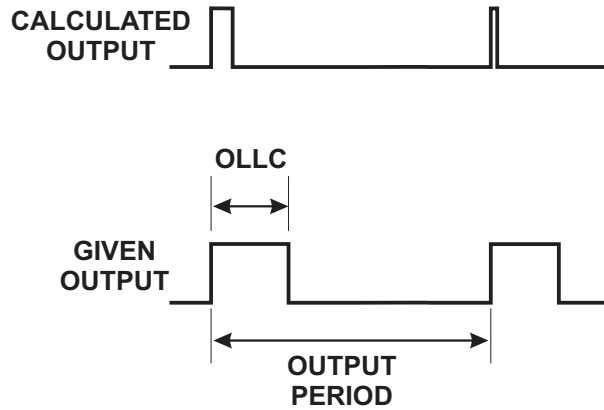 CALCULATED
OUTPUT
OLLC
GIVEN
OUTPUT
OUTPUT
PERIOD